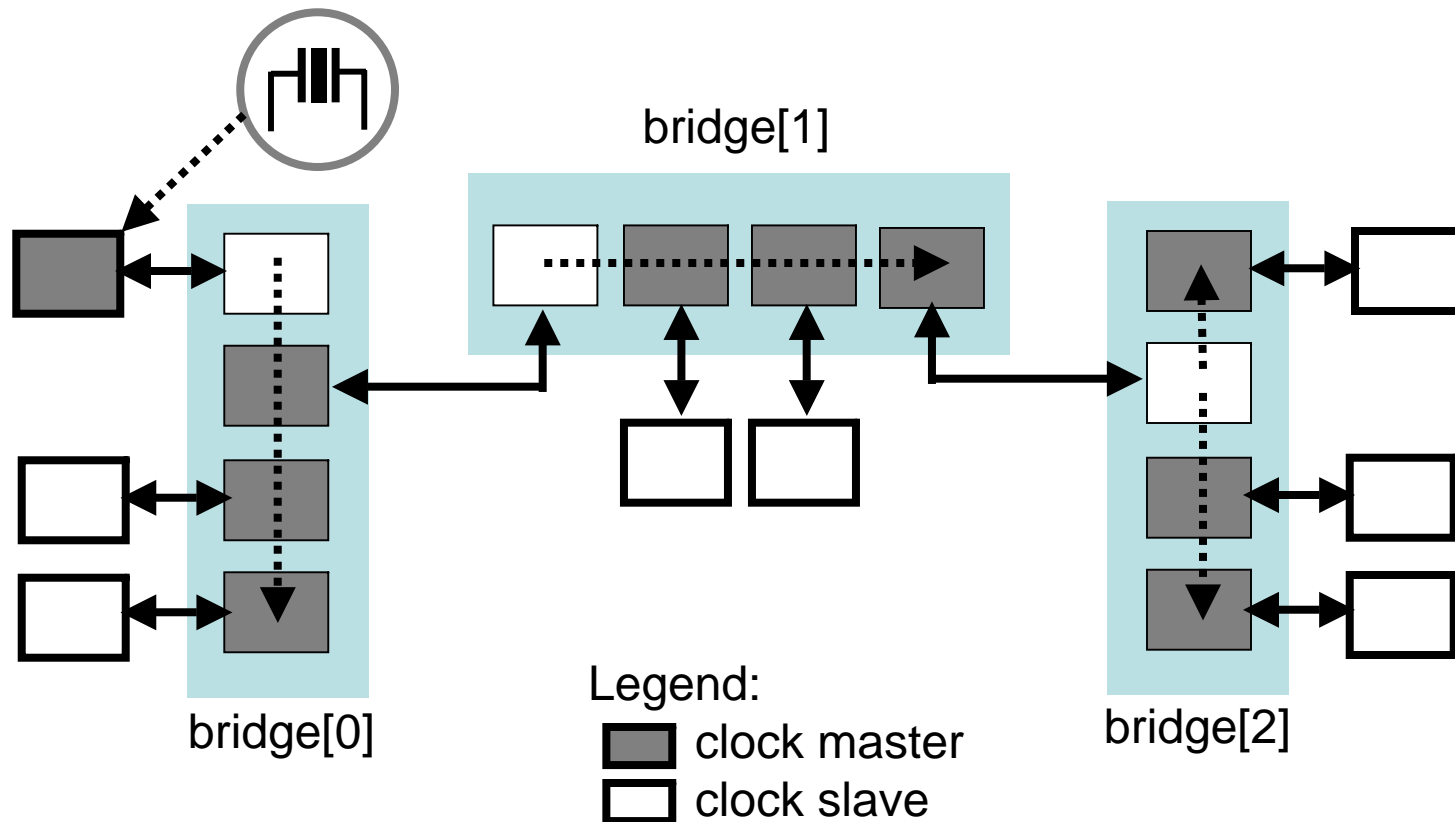 bridge[1]
bridge[0]
bridge[2]
Legend:
clock master
clock slave